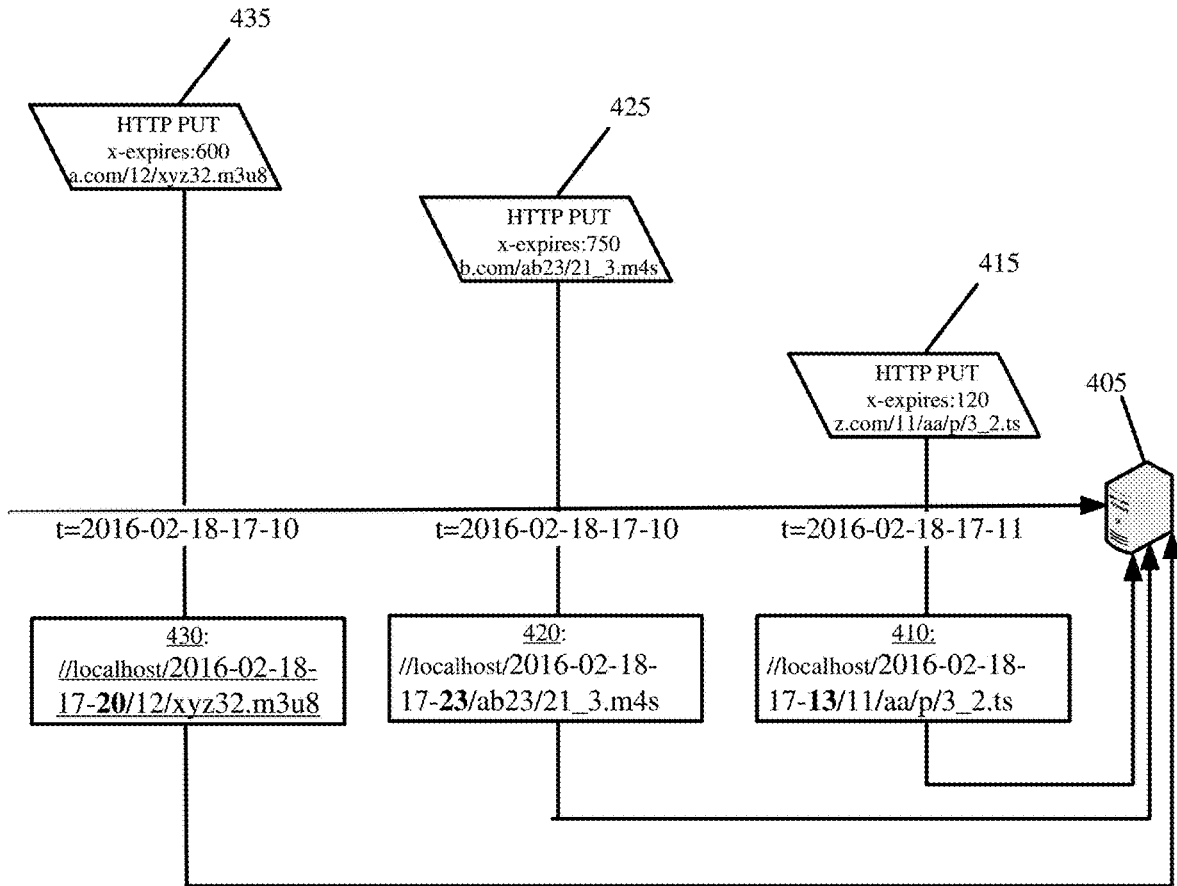 435
HTTP PUT
x-expires:600
a.com/12/xyz32.m3u8
425
HTTP PUT
x-expires:750
b.com/ab23/21_3.m4s
415
HTTP PUT
x-expires:120
z.com/11/aa/p/3_2.ts
405
t=2016-02-18-17-10
t=2016-02-18-17-10
t=2016-02-18-17-11
430:
//localhost/2016-02-18-
17-20/12/xyz32.m3u8
420:
//localhost/2016-02-18-
17-23/ab23/21_3.m4s
410:
//localhost/2016-02-18-
17-13/11/aa/p/3_2.ts